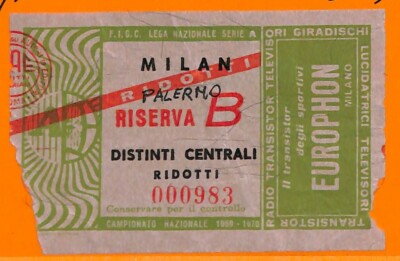 F.I.G.C. LEGA NAZIONALE SERIE A
MILAN
RIDOTTI
PALERMO
RISERVA B
DISTINTI CENTRALI
RIDOTTI
000983
Conservare per il controllo
CAMPIONATO NAZIONALE 1969 - 1970
RADIO TRANSISTOR TELEVISORI GIRADISCHI
LUCIDATRICI TELEVISORI
TRANSISTOR
Il transistor
degli sportivi
EUROPHON
MILANO